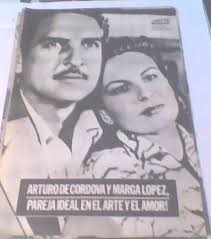 ARTURO DE CORDOVA Y MARGA LOPEZ,
PAREJA IDEAL EN EL ARTE Y EL AMOR!